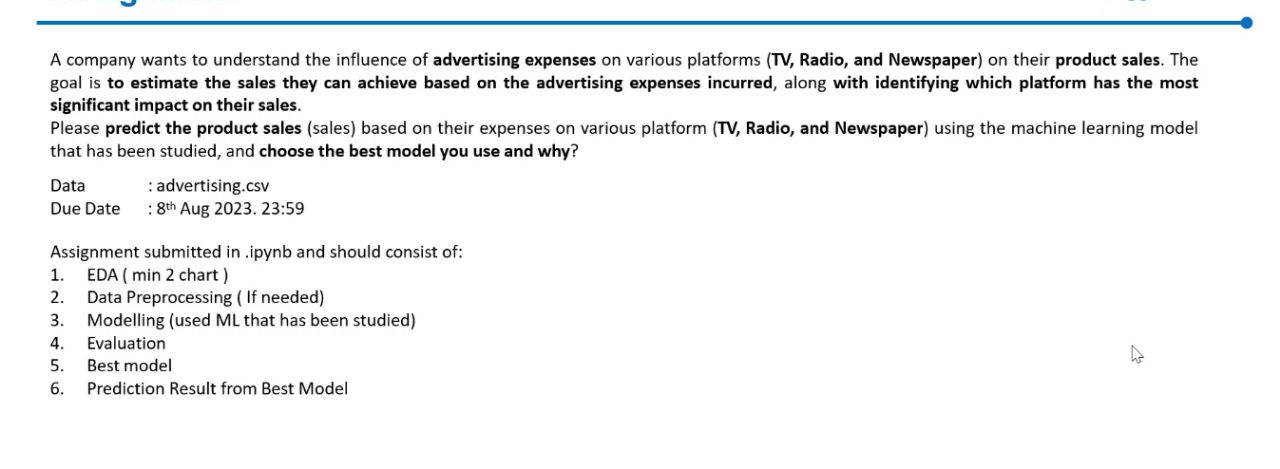 A company wants to understand the influence of advertising expenses on various platforms (TV, Radio, and Newspaper) on their product sales. The
goal is to estimate the sales they can achieve based on the advertising expenses incurred, along with identifying which platform has the most
significant impact on their sales.
Please predict the product sales (sales) based on their expenses on various platform (TV, Radio, and Newspaper) using the machine learning model
that has been studied, and choose the best model you use and why?
Data : advertising.csv
Due Date : 8th Aug 2023. 23:59
Assignment submitted in .ipynb and should consist of:
1. EDA ( min 2 chart )
2. Data Preprocessing ( If needed)
3. Modelling (used ML that has been studied)
4. Evaluation
5. Best model
6. Prediction Result from Best Model